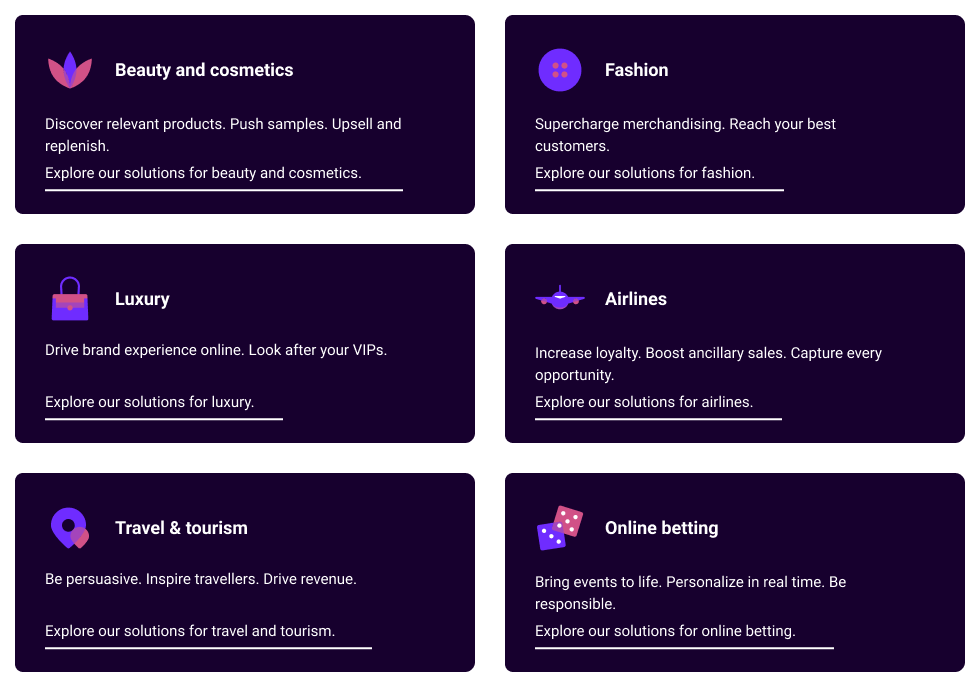 Beauty and cosmetics
Discover relevant products. Push samples. Upsell and
replenish.
Explore our solutions for beauty and cosmetics.
Fashion
Supercharge merchandising. Reach your best
customers.
Explore our solutions for fashion.
Luxury
Drive brand experience online. Look after your VIPs.
Explore our solutions for luxury.
Airlines
Increase loyalty. Boost ancillary sales. Capture every
opportunity.
Explore our solutions for airlines.
Travel & tourism
Be persuasive. Inspire travellers. Drive revenue.
Explore our solutions for travel and tourism.
Online betting
Bring events to life. Personalize in real time. Be
responsible.
Explore our solutions for online betting.